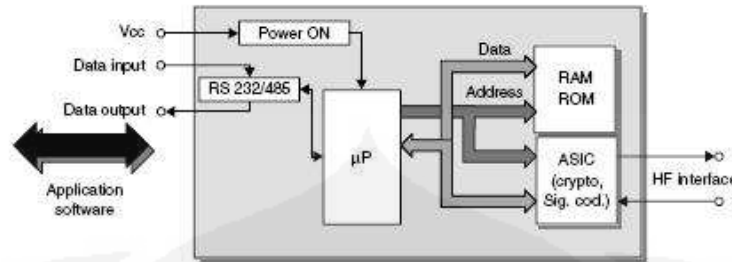 Vcc
Power ON
Data input
RS 232/485
Data output
Application
software
µP
Data
Address
RAM
ROM
ASIC
(crypto,
Sig. cod.)
HF interface